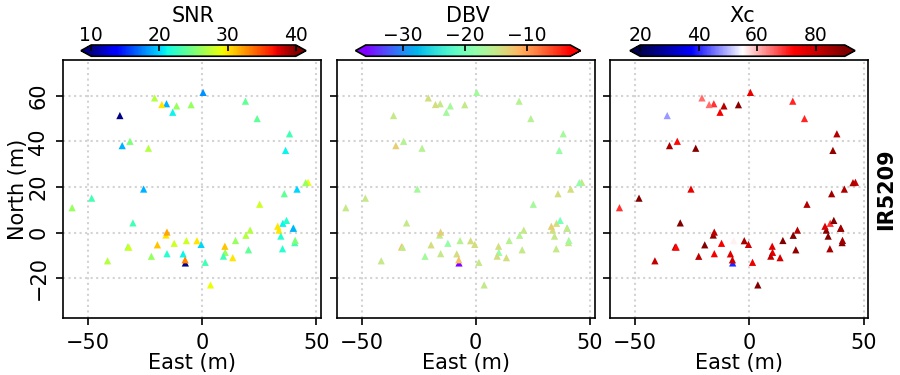 SNR DBV Xc
10 20 30 40 −30 −20 −10 20 40 60 80
North (m)
60
40
20
0
−20
IR5209
−50 0 50 −50 0 50 −50 0 50
East (m) East (m) East (m)